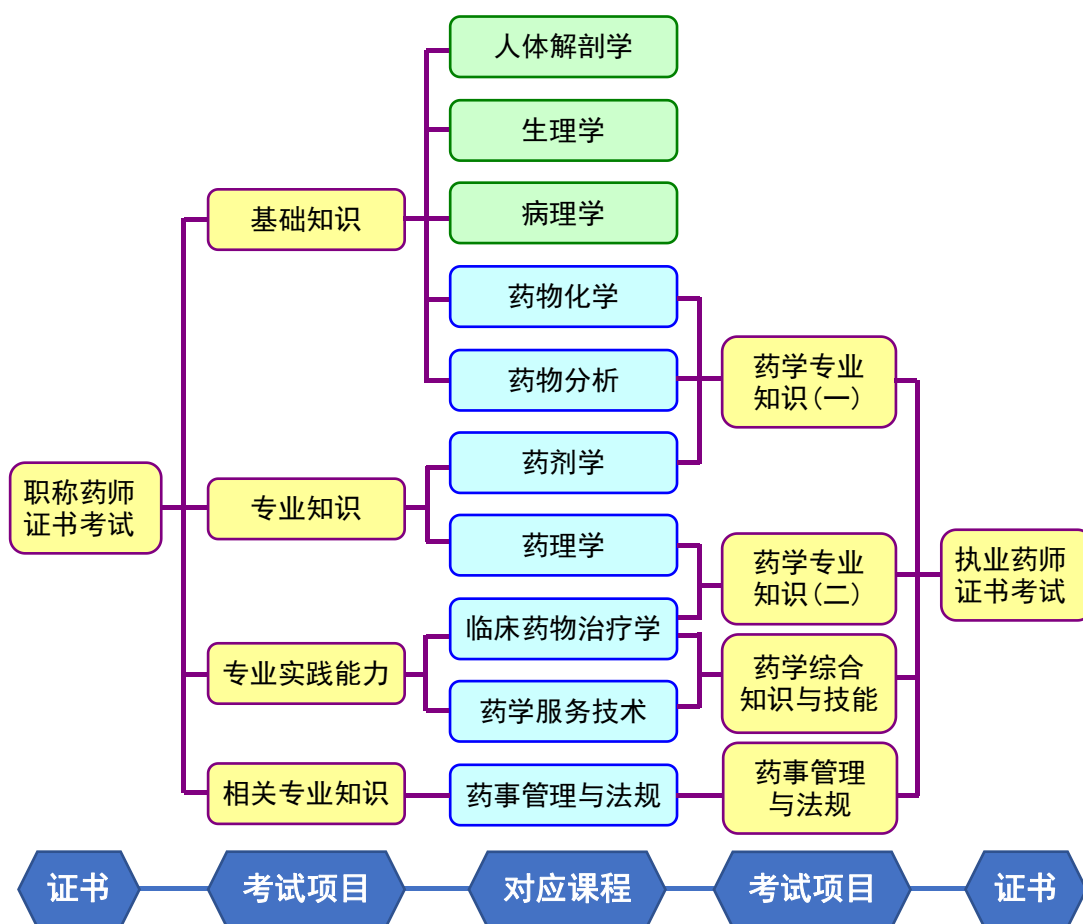 人体解剖学
生理学
基础知识
病理学
药物化学
药物分析
药学专业
知识(一)
药剂学
职称药师
证书考试
专业知识
药理学
药学专业
知识(二)
执业药师
证书考试
临床药物治疗学
专业实践能力
药学综合
知识与技能
药学服务技术
相关专业知识
药事管理与法规
药事管理
与法规
证书
考试项目
对应课程
考试项目
证书